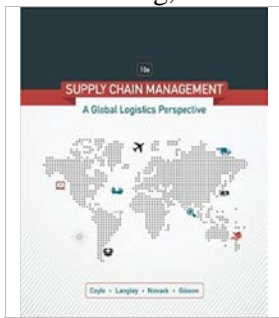 10e
SUPPLY CHAIN MANAGEMENT
A Global Logistics Perspective
Coyle • Langley • Novack • Gibson